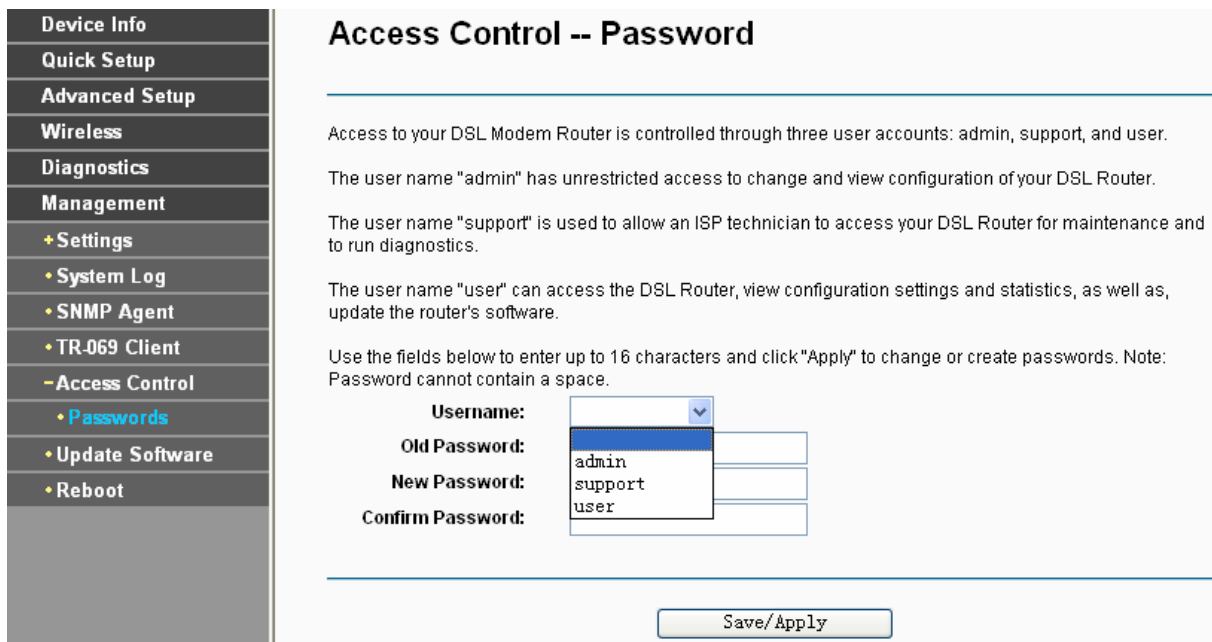 Device Info
Quick Setup
Advanced Setup
Wireless
Diagnostics
Management
+Settings
•System Log
•SNMP Agent
•TR-069 Client
-Access Control
•Passwords
•Update Software
•Reboot
Access Control -- Password
Access to your DSL Modem Router is controlled through three user accounts: admin, support, and user.
The user name "admin" has unrestricted access to change and view configuration of your DSL Router.
The user name "support" is used to allow an ISP technician to access your DSL Router for maintenance and
to run diagnostics.
The user name "user" can access the DSL Router, view configuration settings and statistics, as well as,
update the router's software.
Use the fields below to enter up to 16 characters and click "Apply" to change or create passwords. Note:
Password cannot contain a space.
Username:
Old Password:
admin
New Password:
support
user
Confirm Password:
Save/Apply